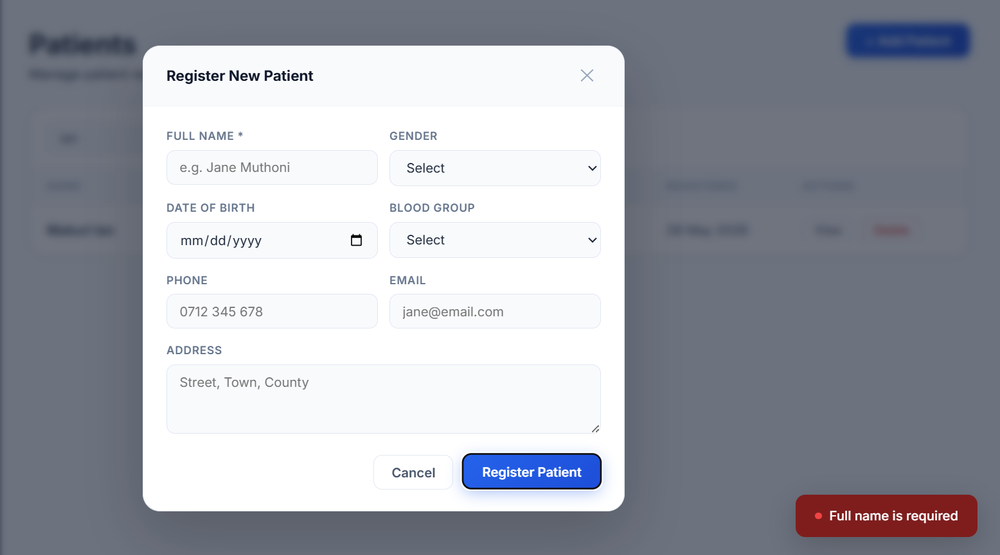 Patients
+ Add Patient
Register New Patient
FULL NAME *
GENDER
e.g. Jane Muthoni
Select
DATE OF BIRTH
BLOOD GROUP
mm/dd/yyyy
Select
PHONE
EMAIL
0712 345 678
jane@email.com
ADDRESS
Street, Town, County
Cancel
Register Patient
Full name is required